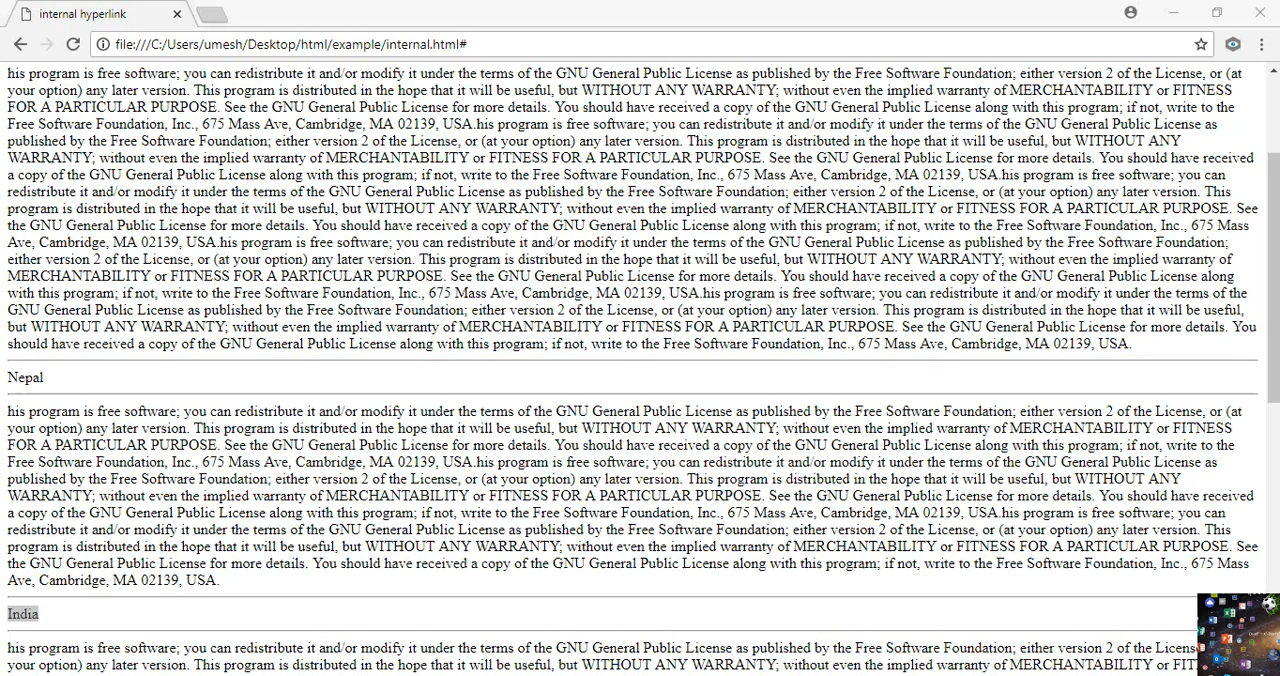 internal hyperlink
file:///C:/Users/umesh/Desktop/html/example/internal.html#
his program is free software; you can redistribute it and/or modify it under the terms of the GNU General Public License as published by the Free Software Foundation; either version 2 of the License, or (at
your option) any later version. This program is distributed in the hope that it will be useful, but WITHOUT ANY WARRANTY; without even the implied warranty of MERCHANTABILITY or FITNESS
FOR A PARTICULAR PURPOSE. See the GNU General Public License for more details. You should have received a copy of the GNU General Public License along with this program; if not, write to the
Free Software Foundation, Inc., 675 Mass Ave, Cambridge, MA 02139, USA.his program is free software; you can redistribute it and/or modify it under the terms of the GNU General Public License as
published by the Free Software Foundation; either version 2 of the License, or (at your option) any later version. This program is distributed in the hope that it will be useful, but WITHOUT ANY
WARRANTY; without even the implied warranty of MERCHANTABILITY or FITNESS FOR A PARTICULAR PURPOSE. See the GNU General Public License for more details. You should have received
a copy of the GNU General Public License along with this program; if not, write to the Free Software Foundation, Inc., 675 Mass Ave, Cambridge, MA 02139, USA.his program is free software; you can
redistribute it and/or modify it under the terms of the GNU General Public License as published by the Free Software Foundation; either version 2 of the License, or (at your option) any later version. This
program is distributed in the hope that it will be useful, but WITHOUT ANY WARRANTY; without even the implied warranty of MERCHANTABILITY or FITNESS FOR A PARTICULAR PURPOSE. See
the GNU General Public License for more details. You should have received a copy of the GNU General Public License along with this program; if not, write to the Free Software Foundation, Inc., 675 Mass
Ave, Cambridge, MA 02139, USA.his program is free software; you can redistribute it and/or modify it under the terms of the GNU General Public License as published by the Free Software Foundation;
either version 2 of the License, or (at your option) any later version. This program is distributed in the hope that it will be useful, but WITHOUT ANY WARRANTY; without even the implied warranty of
MERCHANTABILITY or FITNESS FOR A PARTICULAR PURPOSE. See the GNU General Public License for more details. You should have received a copy of the GNU General Public License along
with this program; if not, write to the Free Software Foundation, Inc., 675 Mass Ave, Cambridge, MA 02139, USA.his program is free software; you can redistribute it and/or modify it under the terms of the
GNU General Public License as published by the Free Software Foundation; either version 2 of the License, or (at your option) any later version. This program is distributed in the hope that it will be useful,
but WITHOUT ANY WARRANTY; without even the implied warranty of MERCHANTABILITY or FITNESS FOR A PARTICULAR PURPOSE. See the GNU General Public License for more details. You
should have received a copy of the GNU General Public License along with this program; if not, write to the Free Software Foundation, Inc., 675 Mass Ave, Cambridge, MA 02139, USA.
Nepal
his program is free software; you can redistribute it and/or modify it under the terms of the GNU General Public License as published by the Free Software Foundation; either version 2 of the License, or (at
your option) any later version. This program is distributed in the hope that it will be useful, but WITHOUT ANY WARRANTY; without even the implied warranty of MERCHANTABILITY or FITNESS
FOR A PARTICULAR PURPOSE. See the GNU General Public License for more details. You should have received a copy of the GNU General Public License along with this program; if not, write to the
Free Software Foundation, Inc., 675 Mass Ave, Cambridge, MA 02139, USA.his program is free software; you can redistribute it and/or modify it under the terms of the GNU General Public License as
published by the Free Software Foundation; either version 2 of the License, or (at your option) any later version. This program is distributed in the hope that it will be useful, but WITHOUT ANY
WARRANTY; without even the implied warranty of MERCHANTABILITY or FITNESS FOR A PARTICULAR PURPOSE. See the GNU General Public License for more details. You should have received
a copy of the GNU General Public License along with this program; if not, write to the Free Software Foundation, Inc., 675 Mass Ave, Cambridge, MA 02139, USA.his program is free software; you can
redistribute it and/or modify it under the terms of the GNU General Public License as published by the Free Software Foundation; either version 2 of the License, or (at your option) any later version. This
program is distributed in the hope that it will be useful, but WITHOUT ANY WARRANTY; without even the implied warranty of MERCHANTABILITY or FITNESS FOR A PARTICULAR PURPOSE. See
the GNU General Public License for more details. You should have received a copy of the GNU General Public License along with this program; if not, write to the Free Software Foundation, Inc., 675 Mass
Ave, Cambridge, MA 02139, USA.
India
his program is free software; you can redistribute it and/or modify it under the terms of the GNU General Public License as published by the Free Software Foundation; either version 2 of the
your option) any later version. This program is distributed in the hope that it will be useful, but WITHOUT ANY WARRANTY; without even the implied warranty of MERCHANTABILITY or